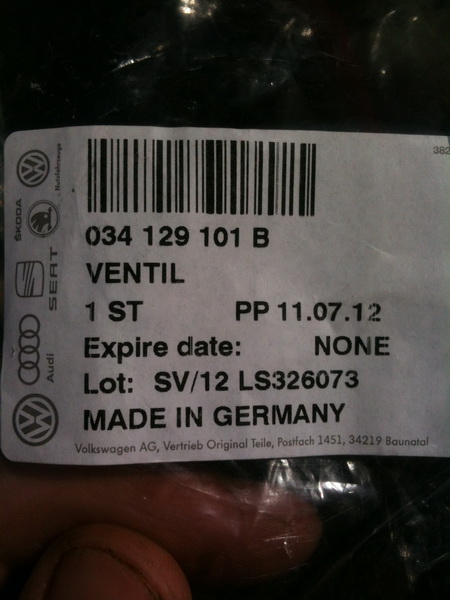 382
034 129 101 B
VENTIL
1 ST PP 11.07.12
Expire date: NONE
Lot: SV/12 LS326073
MADE IN GERMANY
Volkswagen AG, Vertrieb Original Teile, Postfach 1451, 34219 Baunatal
Nutzfahrzeuge
ŠKODA
SEAT
Audi